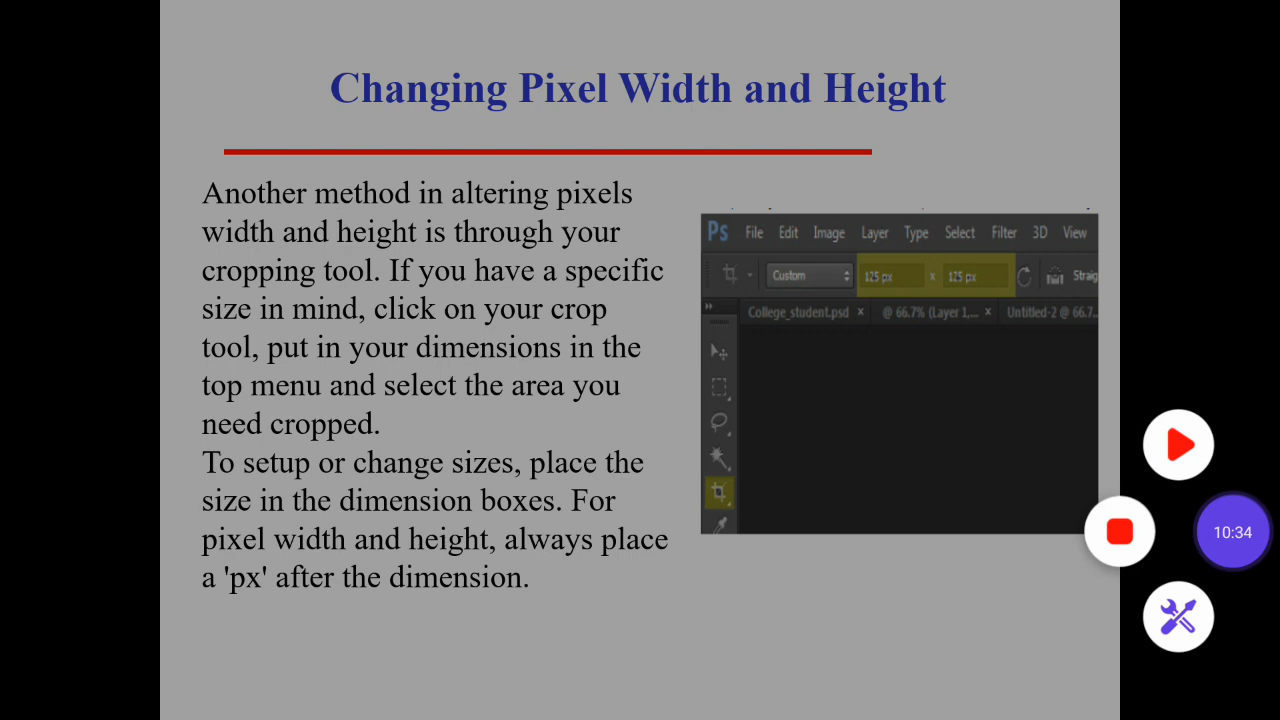 Changing Pixel Width and Height
Another method in altering pixels
width and height is through your
cropping tool. If you have a specific
size in mind, click on your crop
tool, put in your dimensions in the
top menu and select the area you
need cropped.
To setup or change sizes, place the
size in the dimension boxes. For
pixel width and height, always place
a 'px' after the dimension.
Ps File Edit Image Layer Type Select Filter 3D View
Custom 125 px x 125 px Straig
College_student.psd × @ 66.7% (Layer 1,... × Untitled-2 @ 66.7..
10:34